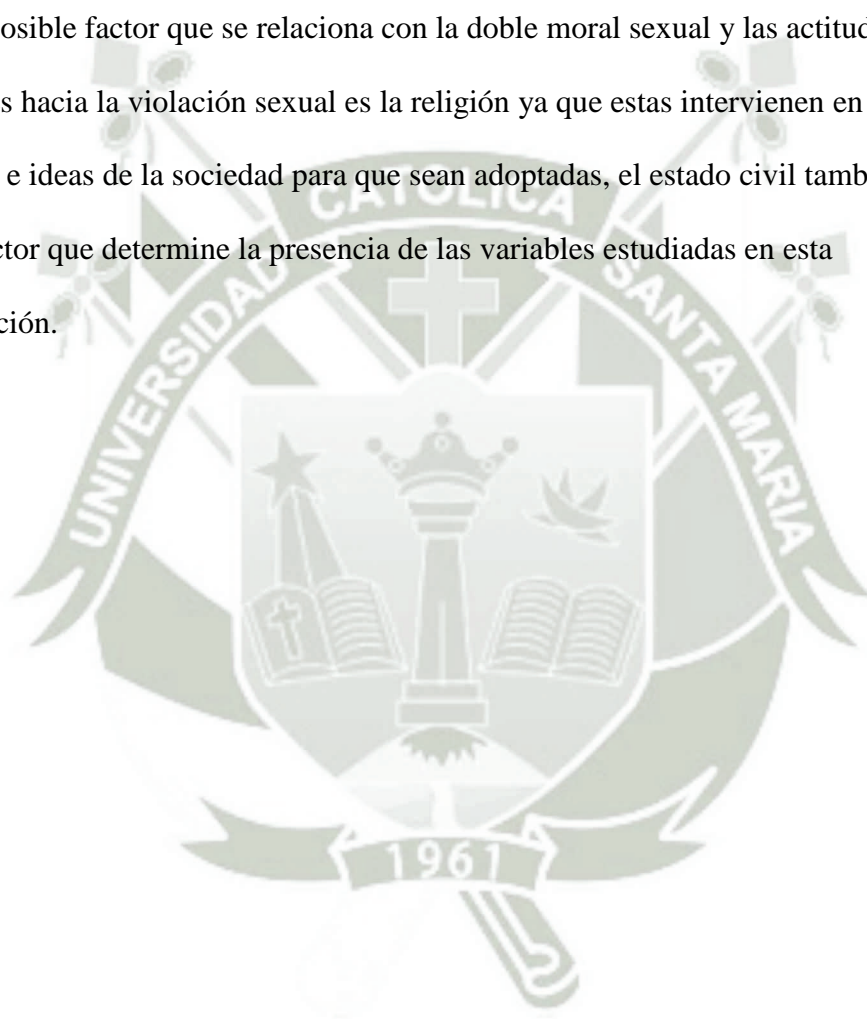 osible factor que se relaciona con la doble moral sexual y las actitud
s hacia la violación sexual es la religión ya que estas intervienen en
e ideas de la sociedad para que sean adoptadas, el estado civil tamb
ctor que determine la presencia de las variables estudiadas en esta
ción.
UNIVERSIDAD CATOLICA SANTA MARIA
1961